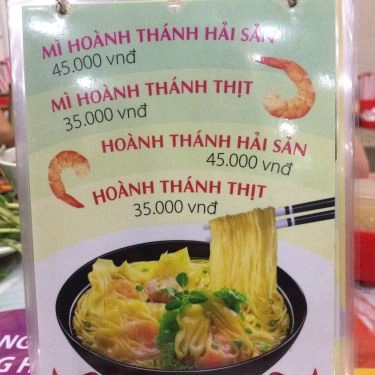 MÌ HOÀNH THÁNH HẢI SẢN
45.000 vnđ
MÌ HOÀNH THÁNH THỊT
35.000 vnđ
HOÀNH THÁNH HẢI SẢN
45.000 vnđ
HOÀNH THÁNH THỊT
35.000 vnđ